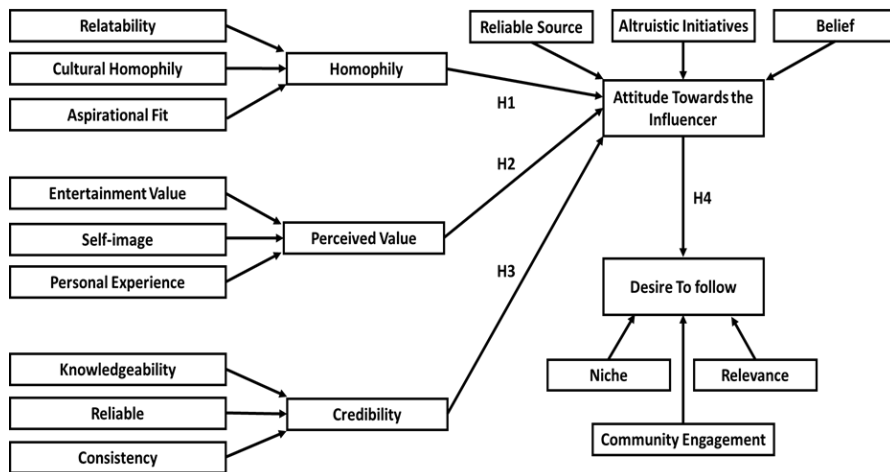 Relatability
Cultural Homophily
Aspirational Fit
Homophily
H1
Reliable Source
Altruistic Initiatives
Belief
Attitude Towards the
Influencer
Entertainment Value
Self-image
Personal Experience
Perceived Value
H2
H3
H4
Desire To follow
Niche
Relevance
Community Engagement
Knowledgeability
Reliable
Consistency
Credibility